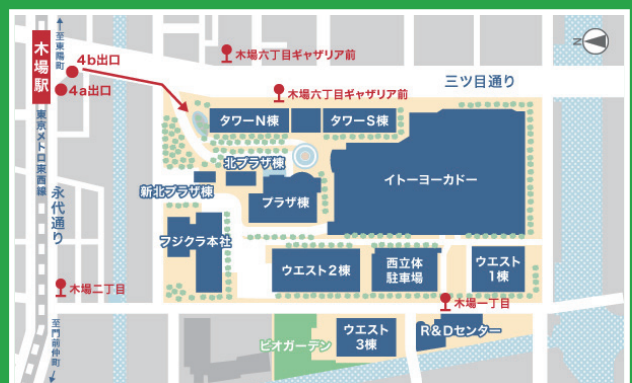 至東陽町
木場駅
4b出口
4a出口
東京メトロ東西線
永代通り
木場二丁目
至門前仲町
木場六丁目ギャザリア前
木場六丁目ギャザリア前
三ツ目通り
N
タワーN棟
タワーS棟
北プラザ棟
新北プラザ棟
プラザ棟
イトーヨーカドー
フジクラ本社
ウエスト2棟
西立体
駐車場
ウエスト
1棟
木場一丁目
ビオガーデン
ウエスト
3棟
R&Dセンター